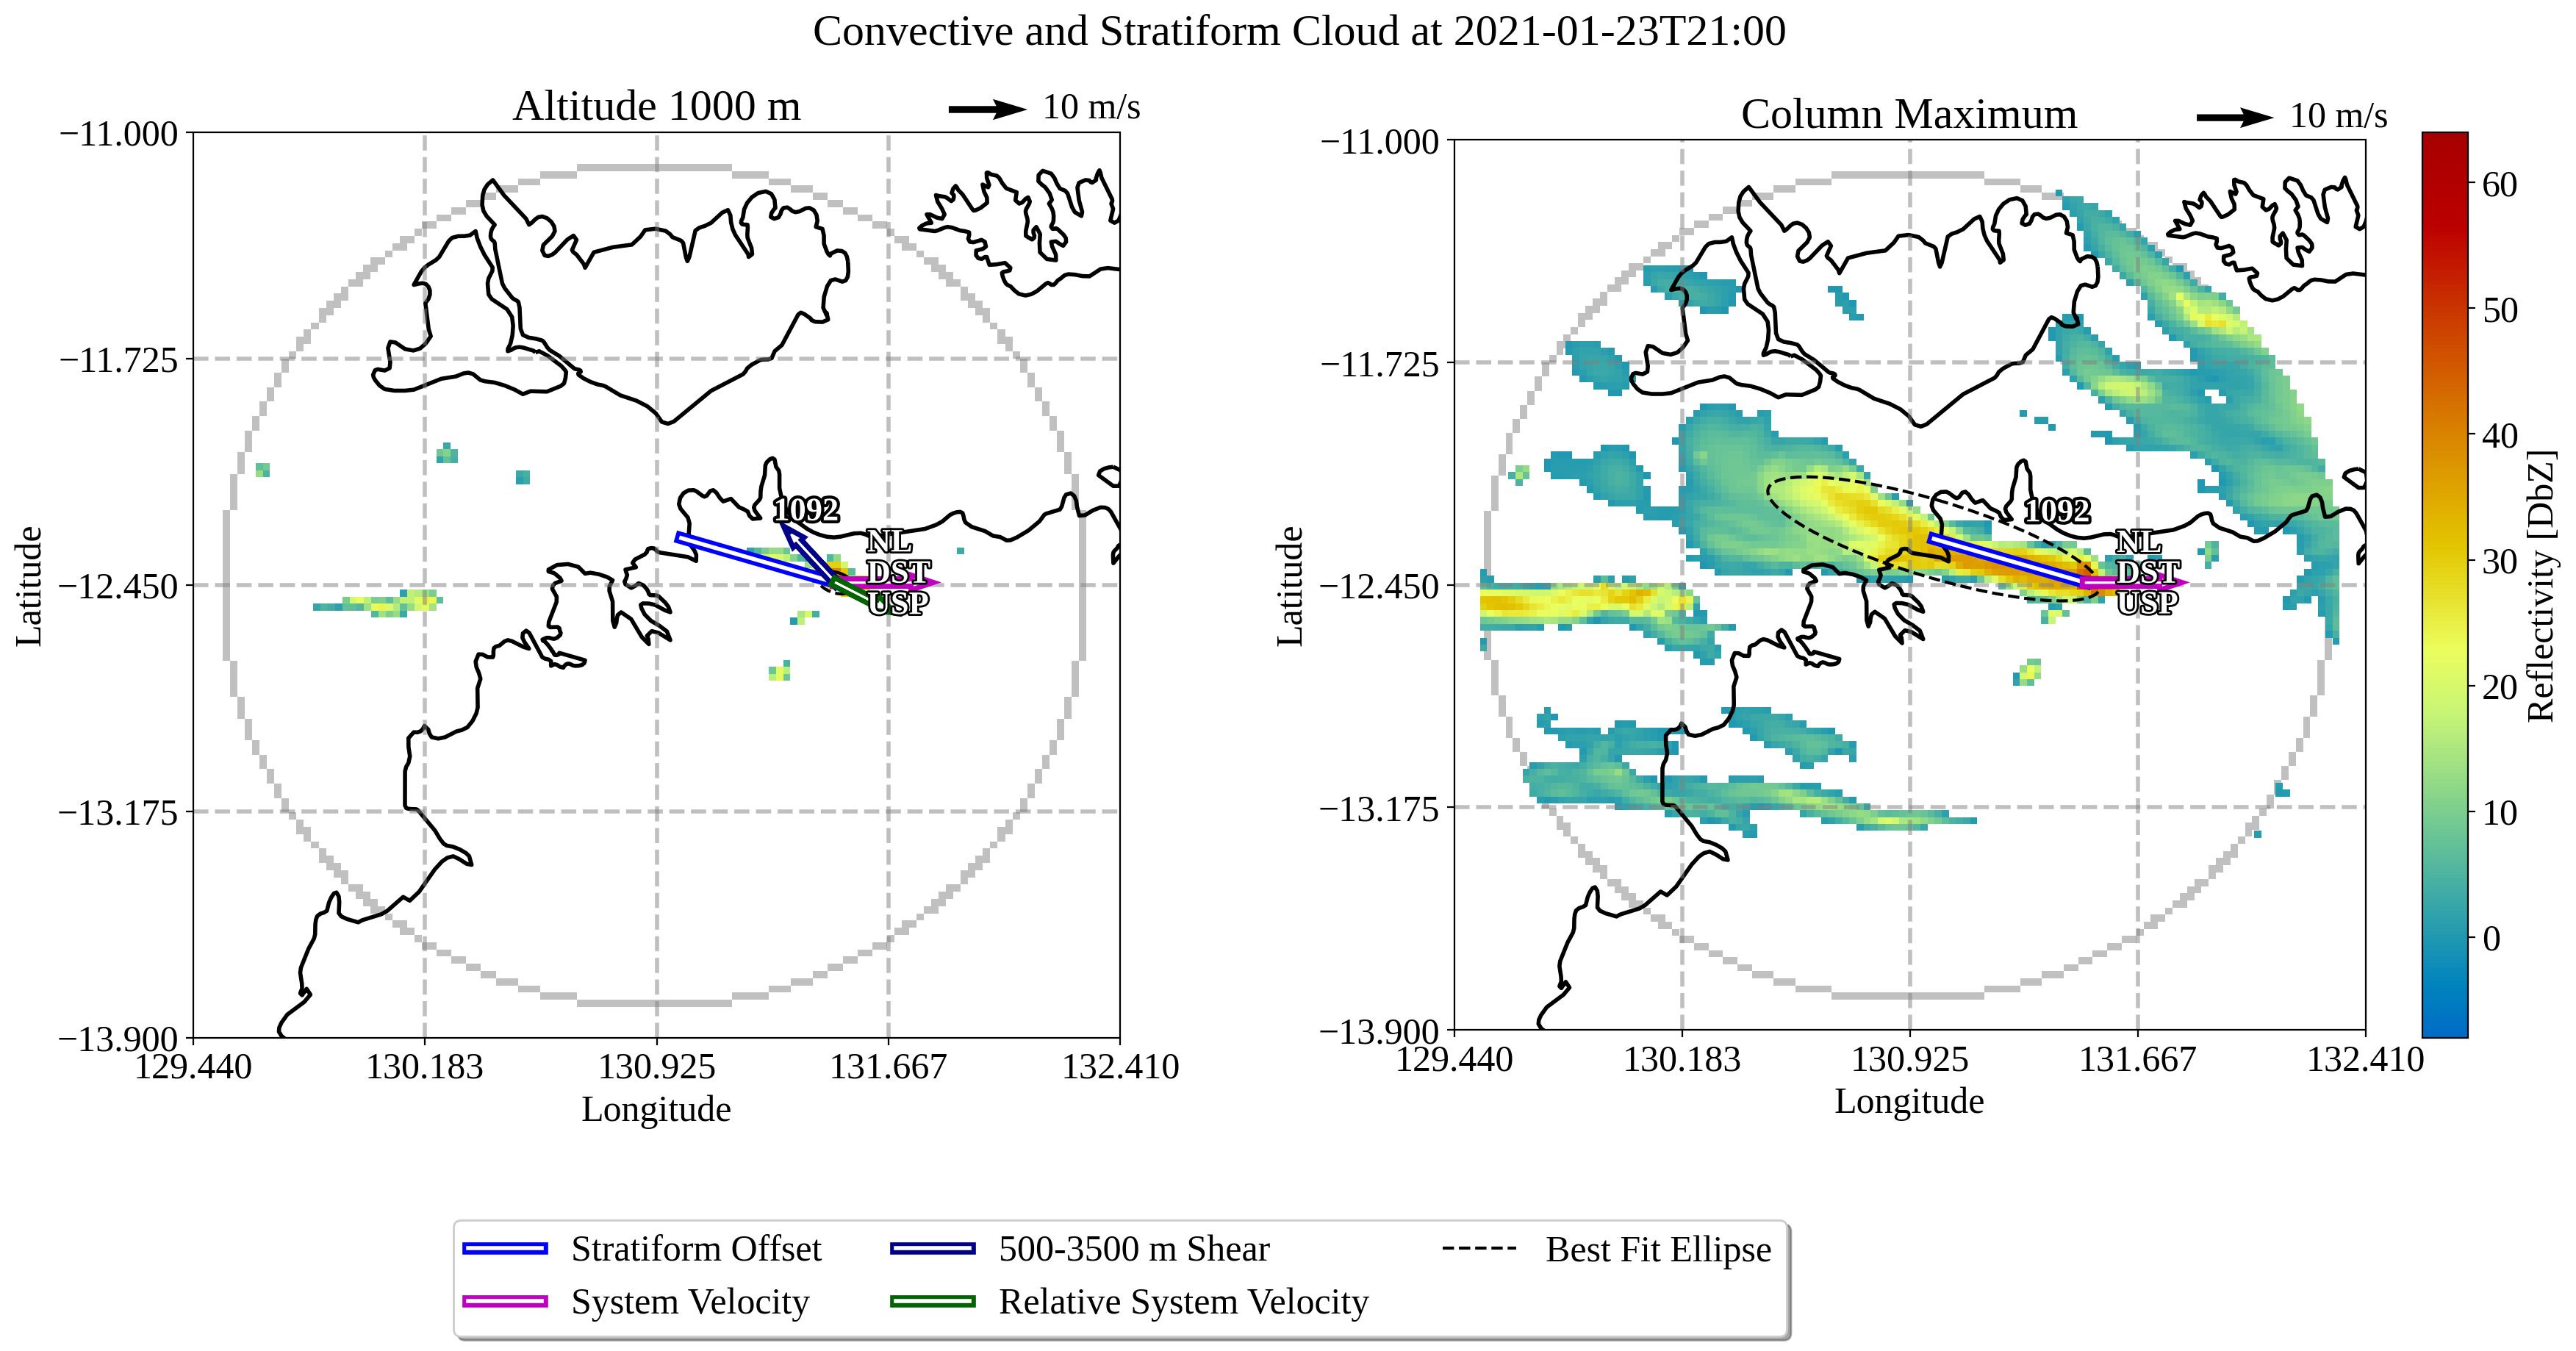 Convective and Stratiform Cloud at 2021-01-23T21:00
Altitude 1000 m
10 m/s
−11.000
−11.725
−12.450
−13.175
−13.900
Latitude
129.440
130.183
130.925
131.667
132.410
Longitude
1092
NL
DST
USP
Column Maximum
10 m/s
−11.000
−11.725
−12.450
−13.175
−13.900
Latitude
129.440
130.183
130.925
131.667
132.410
Longitude
1092
NL
DST
USP
60
50
40
30
20
10
0
Reflectivity [DbZ]
Stratiform Offset
System Velocity
500-3500 m Shear
Relative System Velocity
Best Fit Ellipse